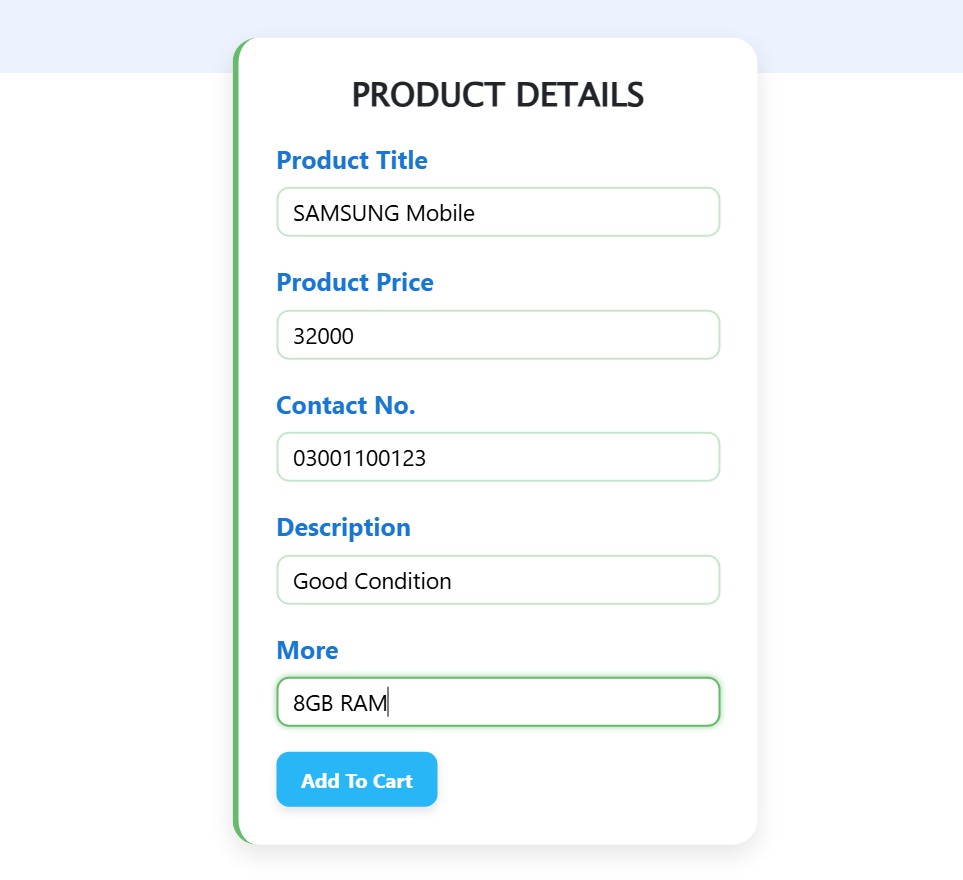 PRODUCT DETAILS
Product Title
SAMSUNG Mobile
Product Price
32000
Contact No.
03001100123
Description
Good Condition
More
8GB RAM
Add To Cart